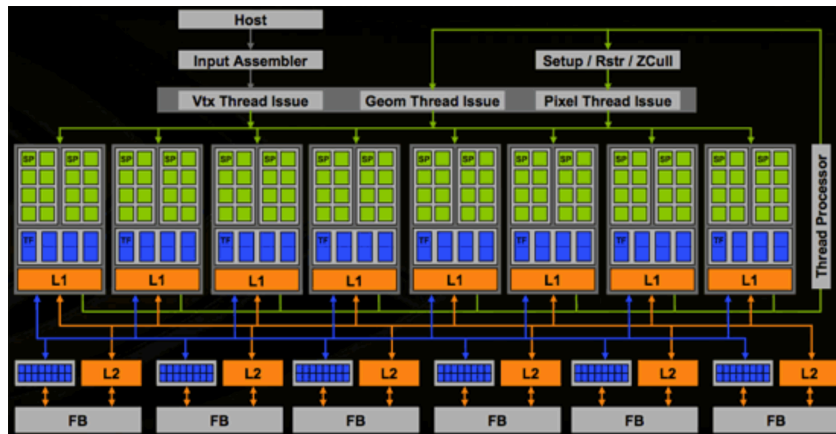 Host
Input Assembler
Setup / Rstr / ZCull
Vtx Thread Issue
Geom Thread Issue
Pixel Thread Issue
SP SP SP SP SP SP SP SP SP SP SP SP SP SP SP SP
TF TF TF TF TF TF TF TF
L1 L1 L1 L1 L1 L1 L1 L1
Thread Processor
L2 L2 L2 L2 L2 L2
FB FB FB FB FB FB